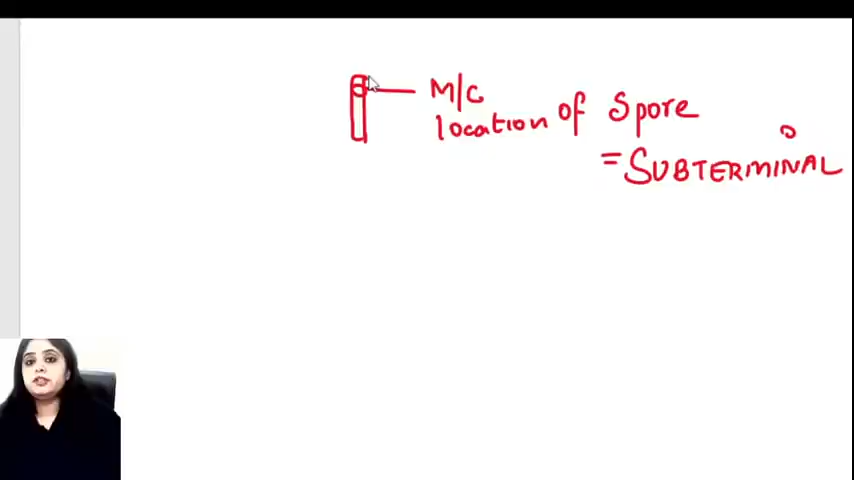 M/C
location of Spore
= SUBTERMINAL